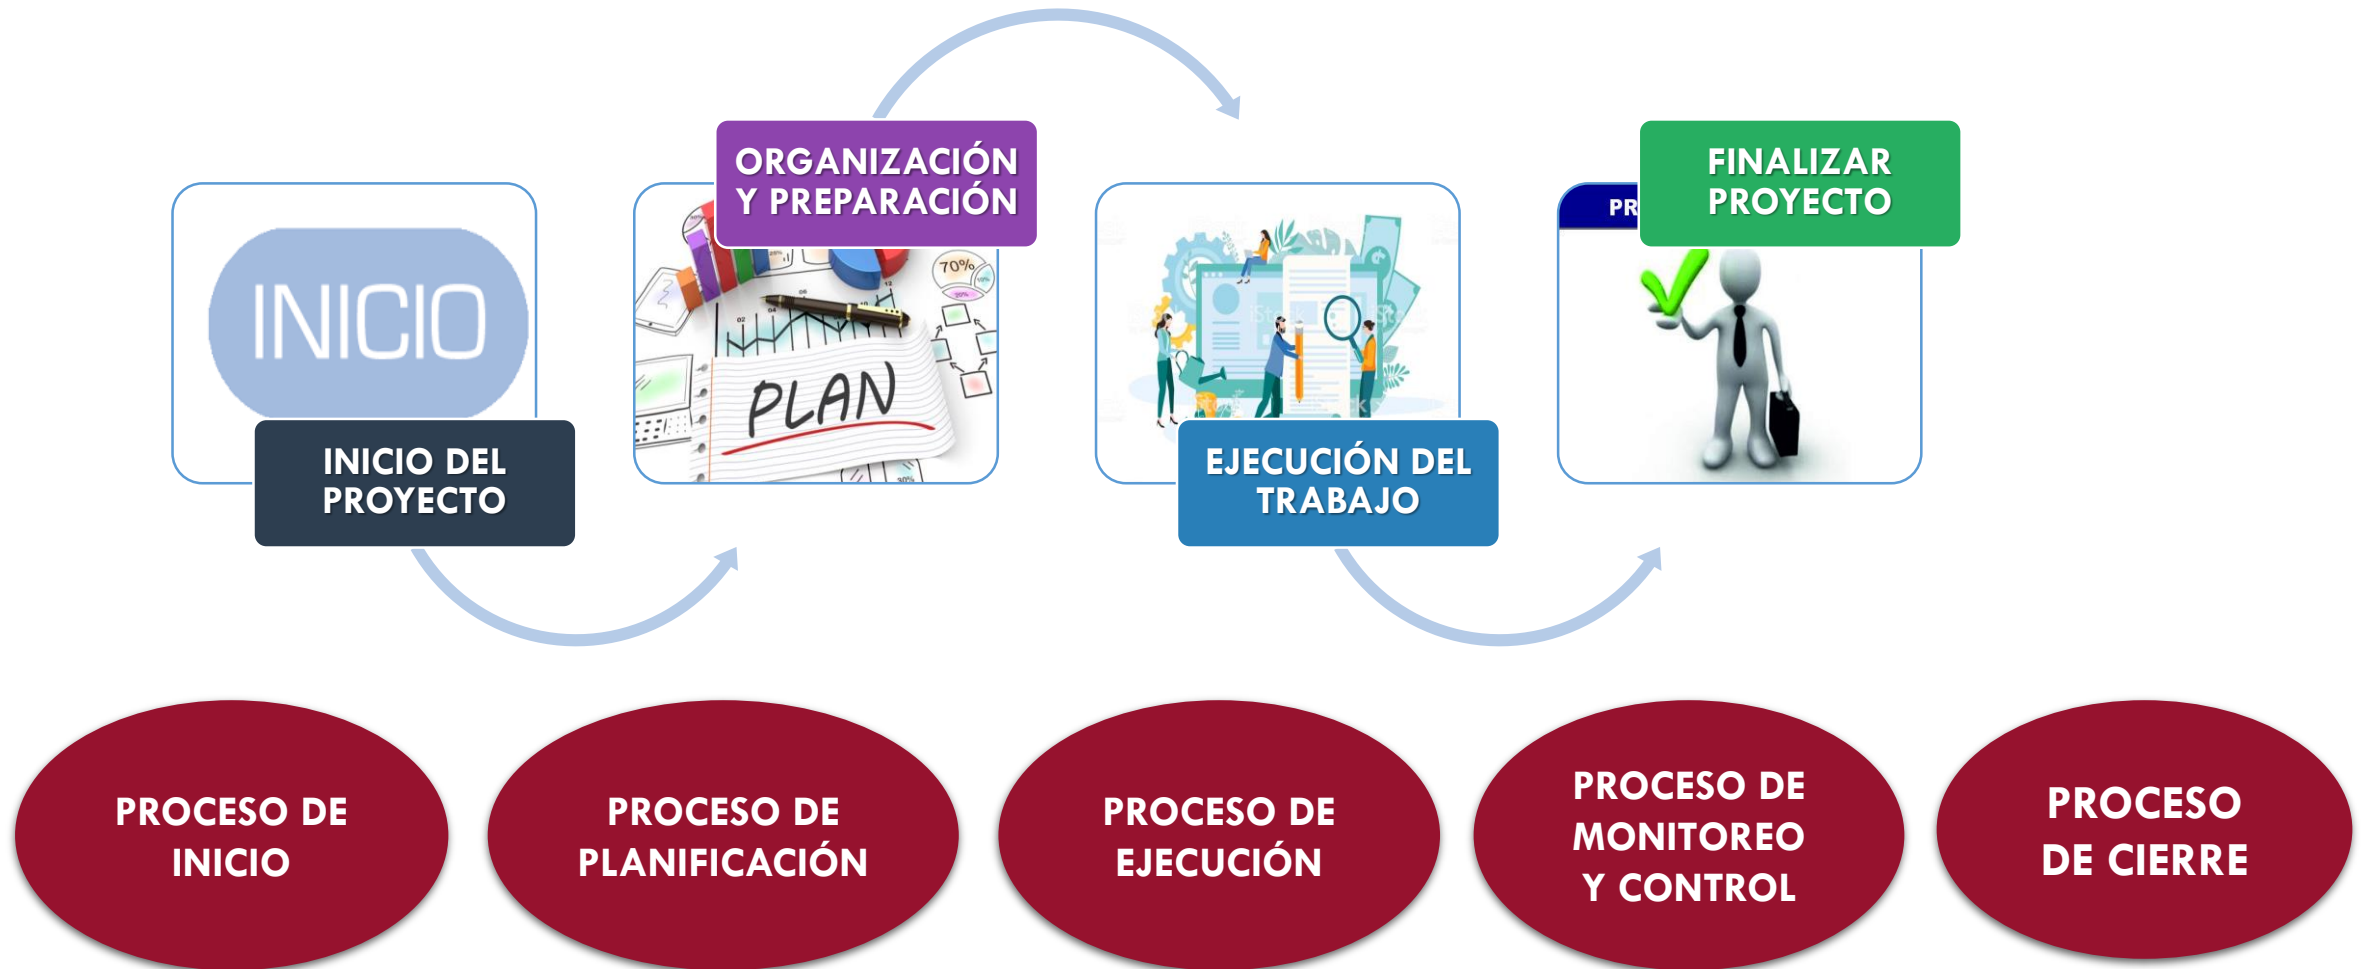 ORGANIZACIÓN
Y PREPARACIÓN
FINALIZAR
PROYECTO
PR
INICIO
70%
PLAN
iStock
INICIO DEL
PROYECTO
EJECUCIÓN DEL
TRABAJO
PROCESO DE
INICIO
PROCESO DE
PLANIFICACIÓN
PROCESO DE
EJECUCIÓN
PROCESO DE
MONITOREO
Y CONTROL
PROCESO
DE CIERRE